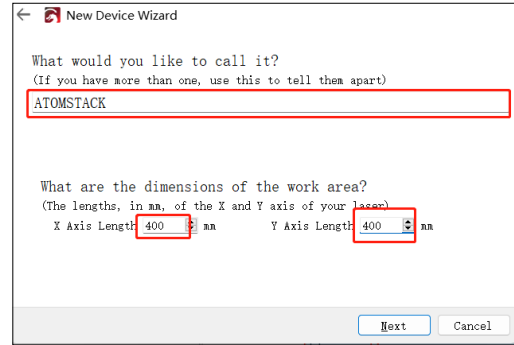 New Device Wizard
What would you like to call it?
(If you have more than one, use this to tell them apart)
ATOMSTACK
What are the dimensions of the work area?
(The lengths, in mm, of the X and Y axis of your laser)
X Axis Length 400 mm Y Axis Length 400 mm
Next Cancel